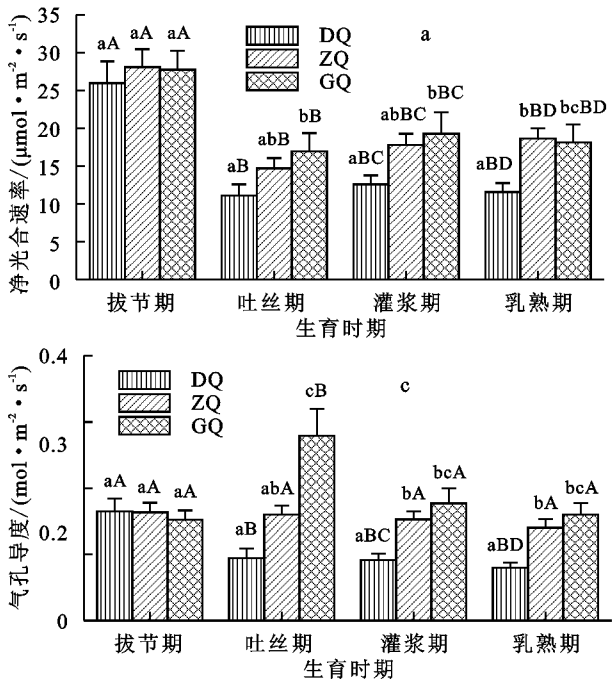 净光合速率/(μmol·m⁻²·s⁻¹)
35
30
25
20
15
10
5
0
DQ
ZQ
GQ
a
aA aA aA
aB abB bB
aBC abBC bBC
aBD bBD bcBD
拔节期 吐丝期 灌浆期 乳熟期
生育时期
气孔导度/(mol·m⁻²·s⁻¹)
0.4
0.3
0.2
0
DQ
ZQ
GQ
c
aA aA aA
aB abA cB
aBC bA bcA
aBD bA bcA
拔节期 吐丝期 灌浆期 乳熟期
生育时期